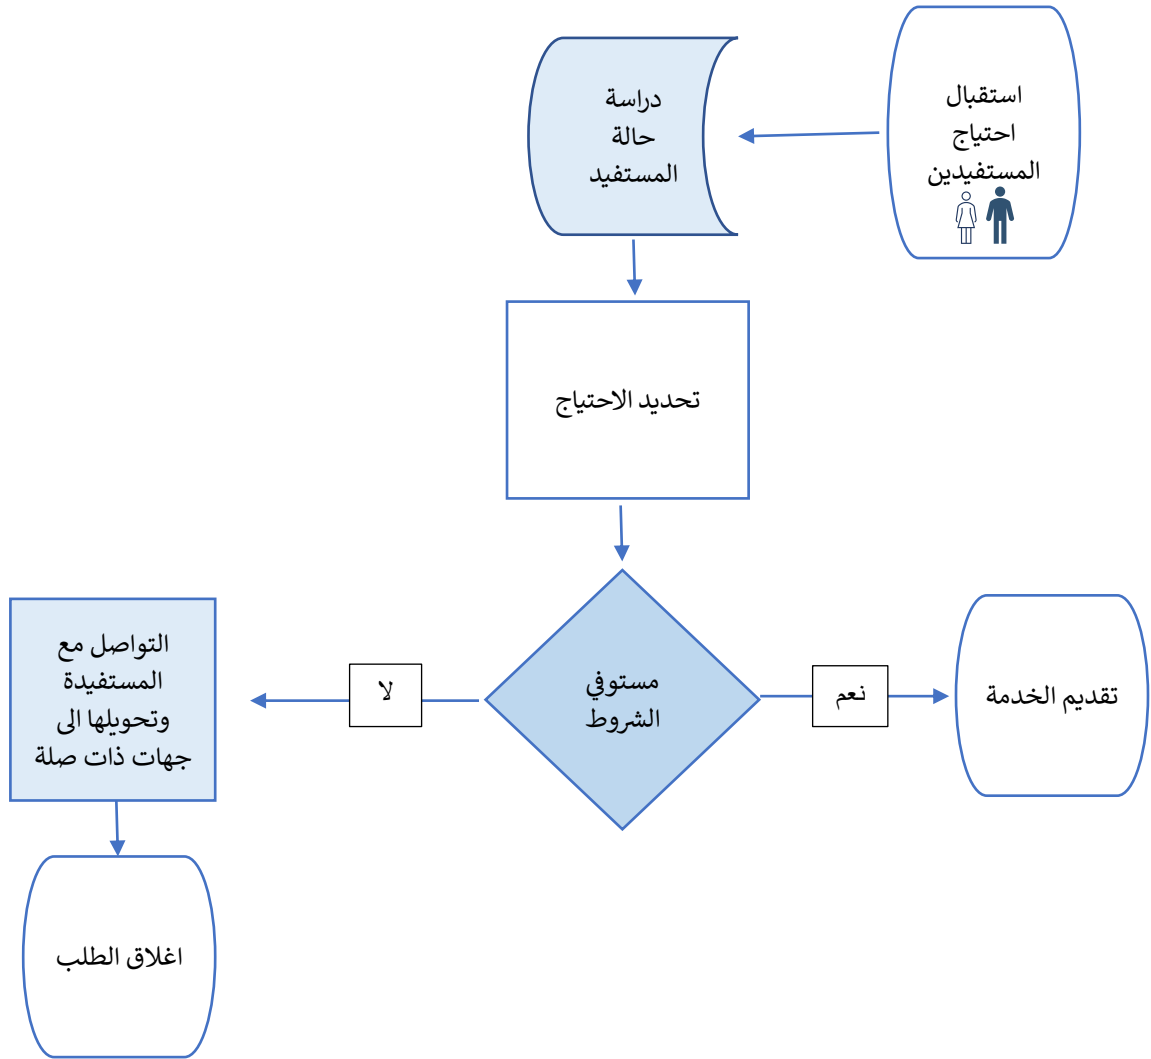 استقبال
احتياج
المستفيدين
دراسة
حالة
المستفيد
تحديد الاحتياج
مستوفي
الشروط
نعم
تقديم الخدمة
لا
التواصل مع
المستفيدة
وتحويلها الى
جهات ذات صلة
اغلاق الطلب